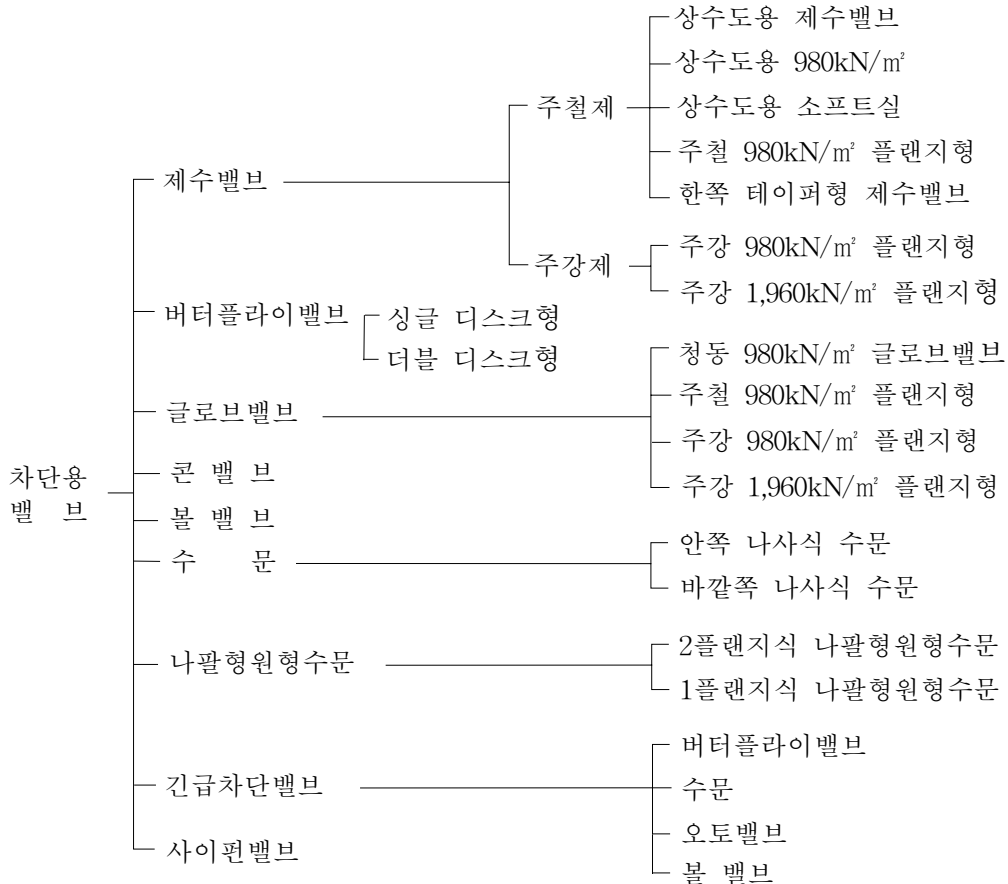 상수도용 제수밸브
상수도용 980kN/㎡
주철제
상수도용 소프트실
주철 980kN/㎡ 플랜지형
제수밸브
한쪽 테이퍼형 제수밸브
주강 980kN/㎡ 플랜지형
주강제
주강 1,960kN/㎡ 플랜지형
버터플라이밸브
싱글 디스크형
더블 디스크형
청동 980kN/㎡ 글로브밸브
주철 980kN/㎡ 플랜지형
글로브밸브
주강 980kN/㎡ 플랜지형
주강 1,960kN/㎡ 플랜지형
차단용
밸 브
콘 밸 브
볼 밸 브
수 문
안쪽 나사식 수문
바깥쪽 나사식 수문
나팔형원형수문
2플랜지식 나팔형원형수문
1플랜지식 나팔형원형수문
버터플라이밸브
긴급차단밸브
수문
오토밸브
사이펀밸브
볼 밸브